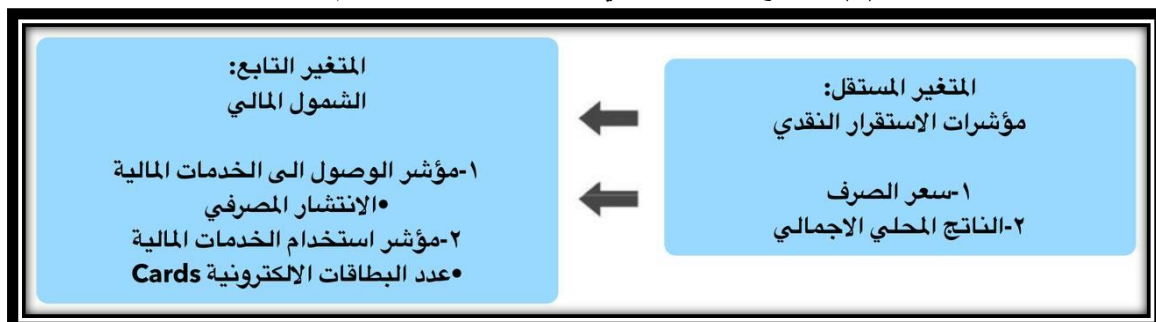 المتغير المستقل:
مؤشرات الاستقرار النقدي
١-سعر الصرف
٢-الناتج المحلي الاجمالي
المتغير التابع:
الشمول المالي
١-مؤشر الوصول الى الخدمات المالية
•الانتشار المصرفي
٢-مؤشر استخدام الخدمات المالية
•عدد البطاقات الالكترونية Cards